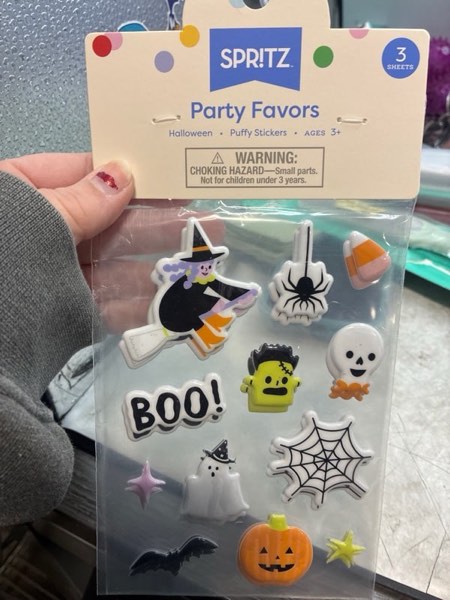 SPR!TZ
3
SHEETS
Party Favors
Halloween • Puffy Stickers • AGES 3+
⚠ WARNING:
CHOKING HAZARD—Small parts.
Not for children under 3 years.
BOO!